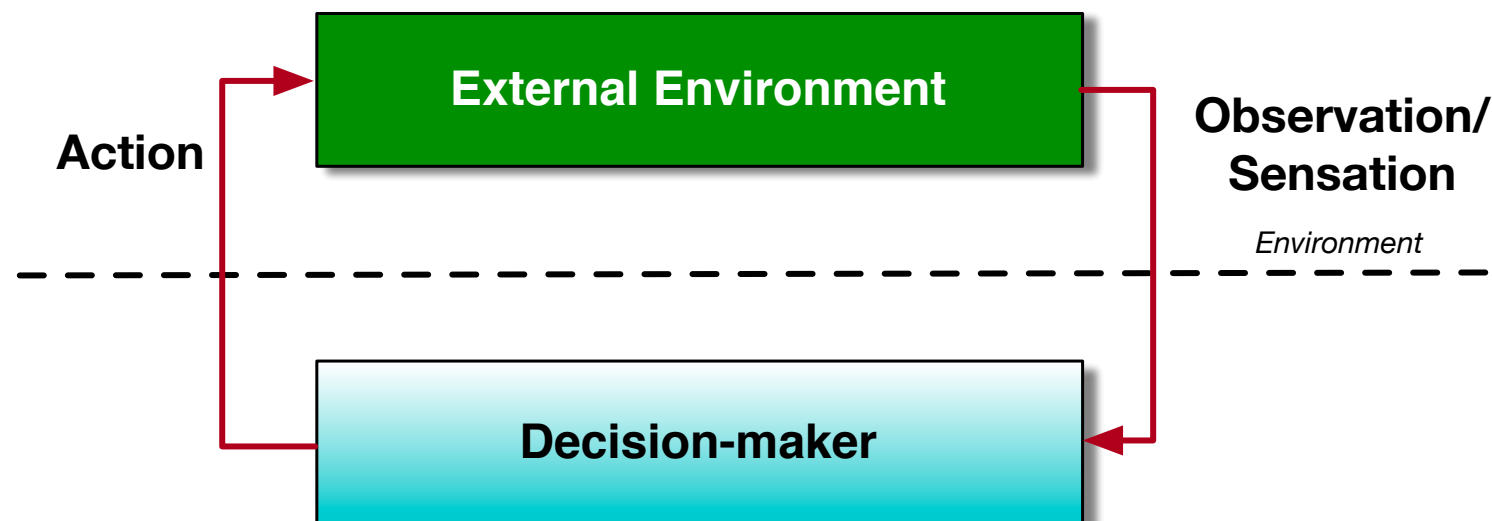 External Environment
Action
Observation/
Sensation
Environment
Decision-maker